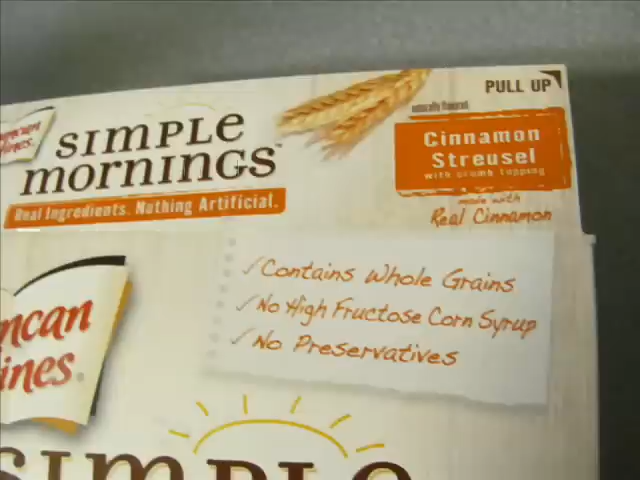 PULL UP
naturally flavored
SIMPLE
mORNINGS™
Cinnamon
Streusel
with crumb topping
made with
Real Cinnamon
Real Ingredients. Nothing Artificial.
✓Contains Whole Grains
✓No High Fructose Corn Syrup
✓No Preservatives
ncan
ines®
SIMPLE